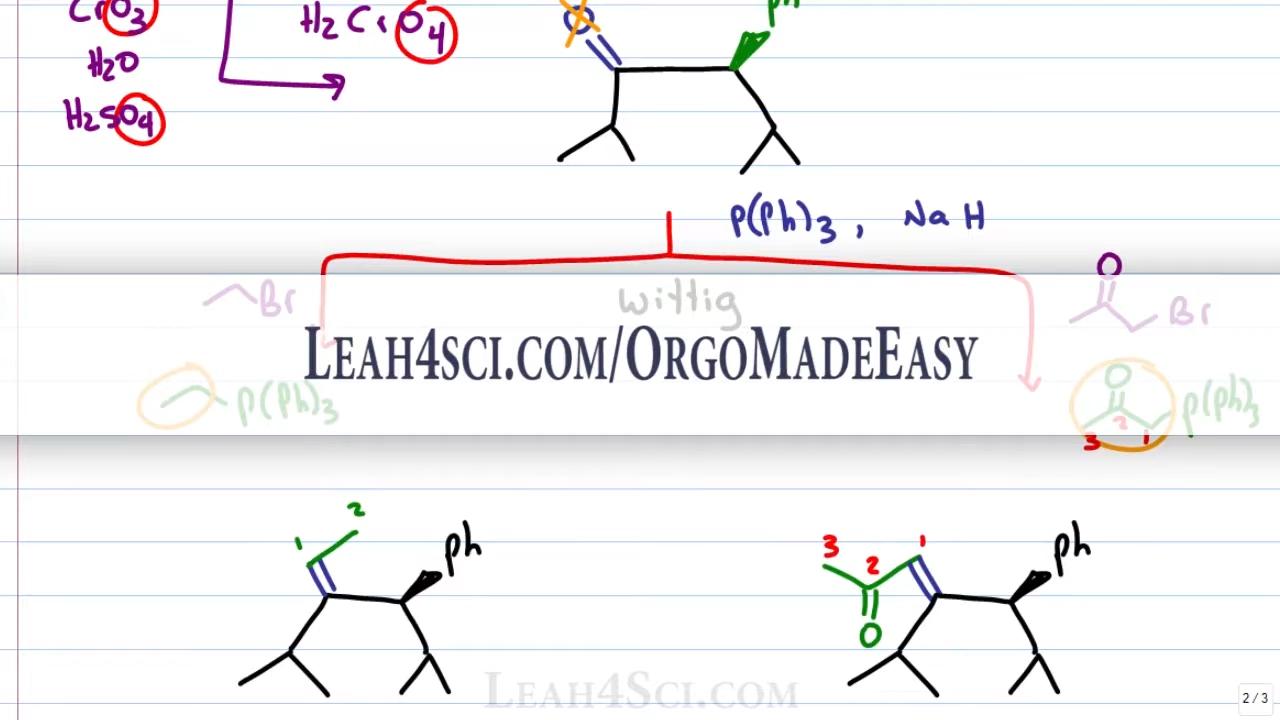 CrO3
H2CrO4
O
Ph
H2O
H2SO4
P(Ph)3, NaH
O
Br
wittig
Br
LEAH4SCI.COM/ORGOMADEEASY
P(Ph)3
O
P(Ph)3
3 2 1
1 2
Ph
3 2 1
O
Ph
LEAH4SCI.COM
2/3